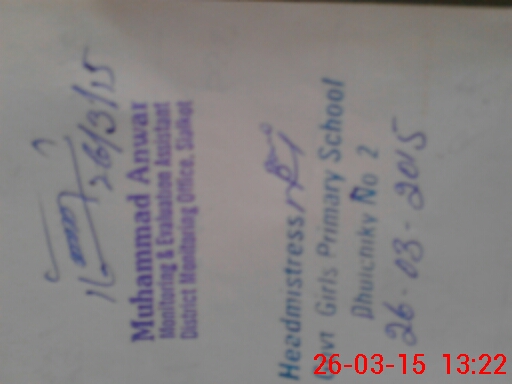 26/3/15
Muhammad Anwar
Monitoring & Evaluation Assistant
District Monitoring Office, Sialkot
Headmistress
Govt Girls Primary School
No 2
26-03-2015
26-03-15 13:22